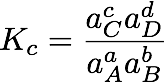 K_c = \frac{a_C^c a_D^d}{a_A^a a_B^b}